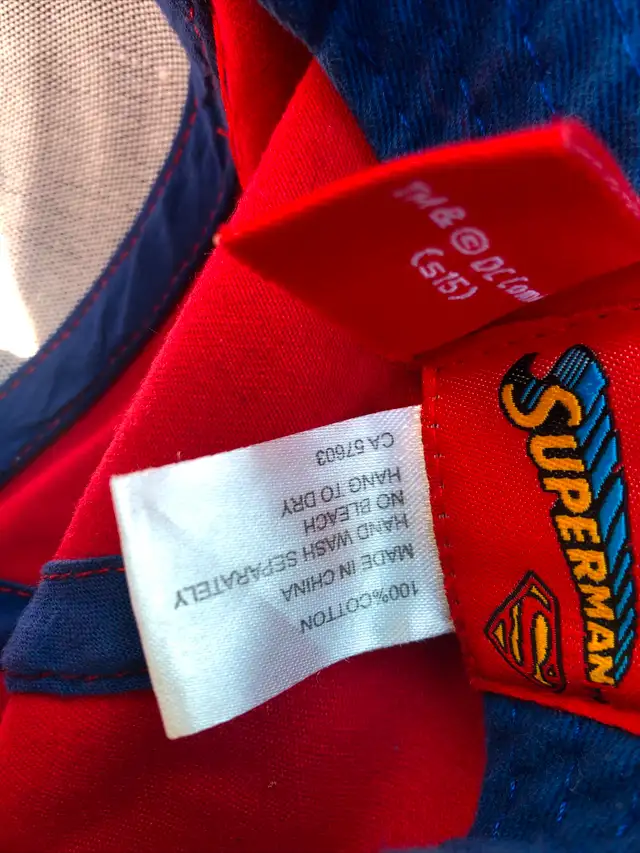 TM & © DC Comi
(s15)
SUPERMAN
S
100%COTTON
MADE IN CHINA
HAND WASH SEPARATELY
NO BLEACH
HANG TO DRY
CA 57603